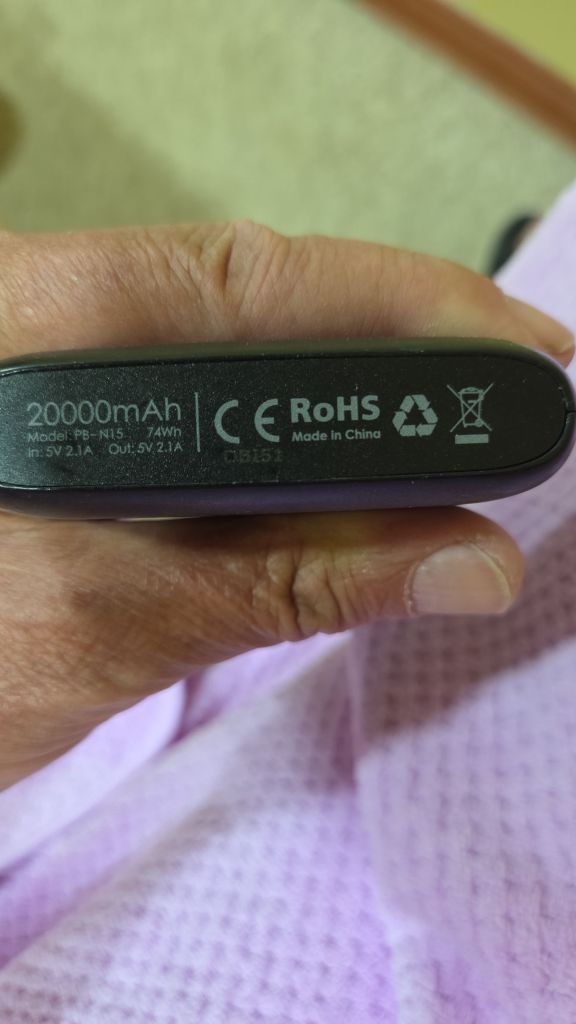 20000mAh
Model: PB-N15 74Wh
In: 5V 2.1A Out: 5V 2.1A
CE
RoHS
Made in China